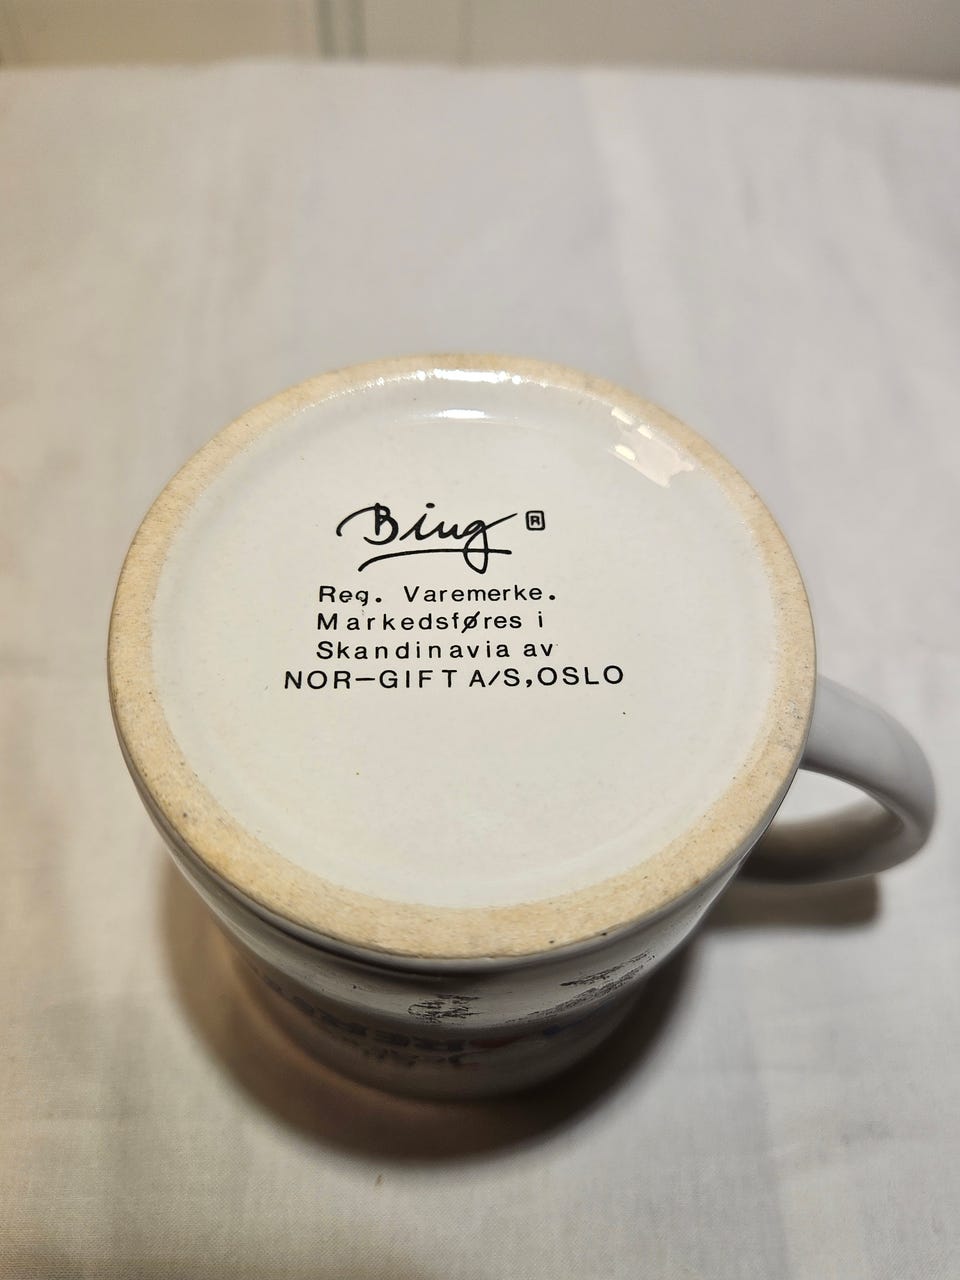 Bing ®
Reg. Varemerke.
Markedsføres i
Skandinavia av
NOR-GIFT A/S,OSLO